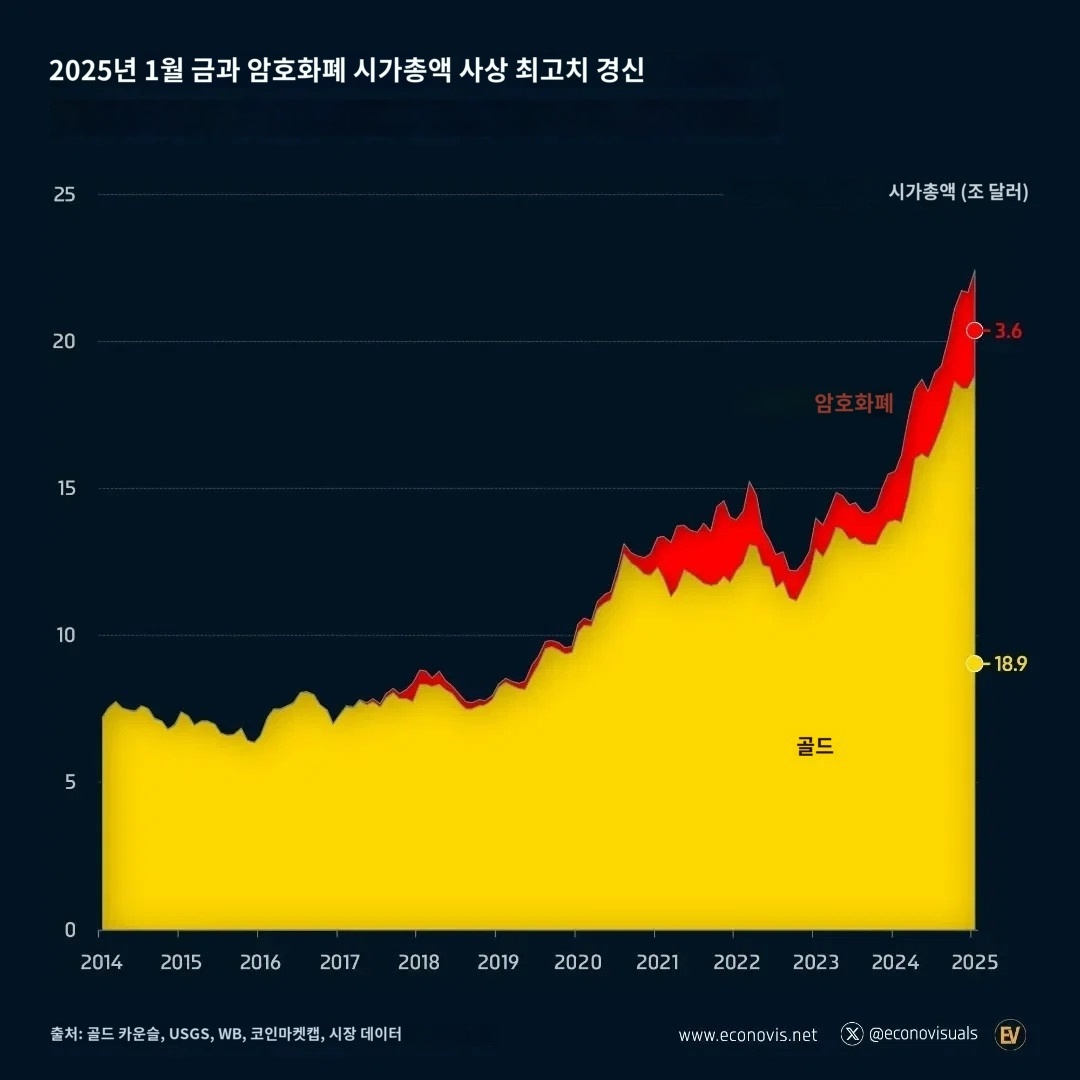 2025년 1월 금과 암호화폐 시가총액 사상 최고치 경신
시가총액 (조 달러)
25
20
15
10
5
0
3.6
암호화폐
18.9
골드
2014 2015 2016 2017 2018 2019 2020 2021 2022 2023 2024 2025
출처: 골드 카운슬, USGS, WB, 코인마켓캡, 시장 데이터
www.econovis.net
@econovisuals
EV